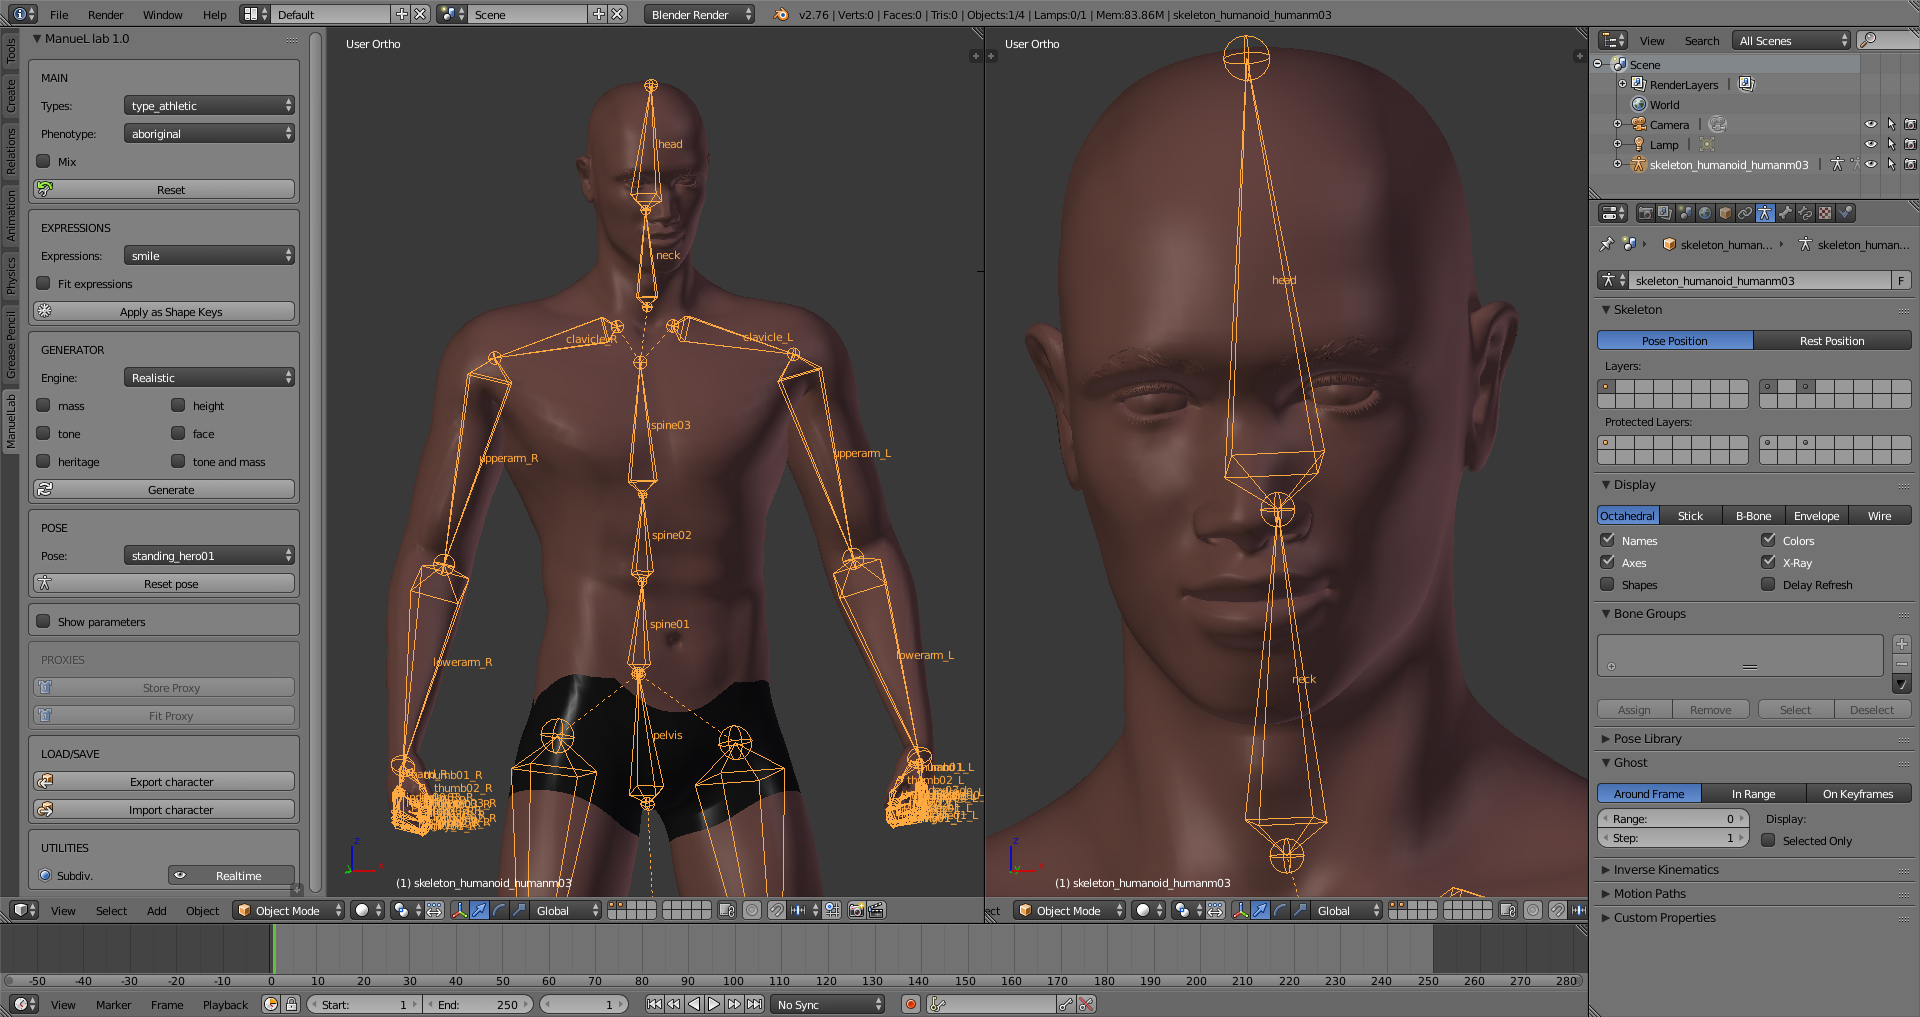 File Render Window Help Default Scene Blender Render v2.76 | Verts:0 | Faces:0 | Tris:0 | Objects:1/4 | Lamps:0/1 | Mem:83.86M | skeleton_humanoid_humanm03
Tools
Create
Relations
Animation
Physics
Grease Pencil
ManuelLab
ManueL lab 1.0
MAIN
Types: type_athletic
Phenotype: aboriginal
Mix
Reset
EXPRESSIONS
Expressions: smile
Fit expressions
Apply as Shape Keys
GENERATOR
Engine: Realistic
mass height
tone face
heritage tone and mass
Generate
POSE
Pose: standing_hero01
Reset pose
Show parameters
PROXIES
Store Proxy
Fit Proxy
LOAD/SAVE
Export character
Import character
UTILITIES
Subdiv. Realtime
User Ortho
head
neck
clavicle_R clavicle_L
spine03
upperarm_R upperarm_L
spine02
spine01
lowerarm_R lowerarm_L
pelvis
thumb01_R
thumb02_R
thumb02_L
(1) skeleton_humanoid_humanm03
View Select Add Object Object Mode Global
User Ortho
head
neck
(1) skeleton_humanoid_humanm03
ect Object Mode Global
View Search All Scenes
Scene
RenderLayers
World
Camera
Lamp
skeleton_humanoid_humanm03
skeleton_human... skeleton_human...
skeleton_humanoid_humanm03 F
Skeleton
Pose Position Rest Position
Layers:
Protected Layers:
Display
Octahedral Stick B-Bone Envelope Wire
Names Colors
Axes X-Ray
Shapes Delay Refresh
Bone Groups
Assign Remove Select Deselect
Pose Library
Ghost
Around Frame In Range On Keyframes
Range: 0 Display:
Step: 1 Selected Only
Inverse Kinematics
Motion Paths
Custom Properties
-50 -40 -30 -20 -10 0 10 20 30 40 50 60 70 80 90 100 110 120 130 140 150 160 170 180 190 200 210 220 230 240 250 260 270 280
View Marker Frame Playback Start: 1 End: 250 1 No Sync